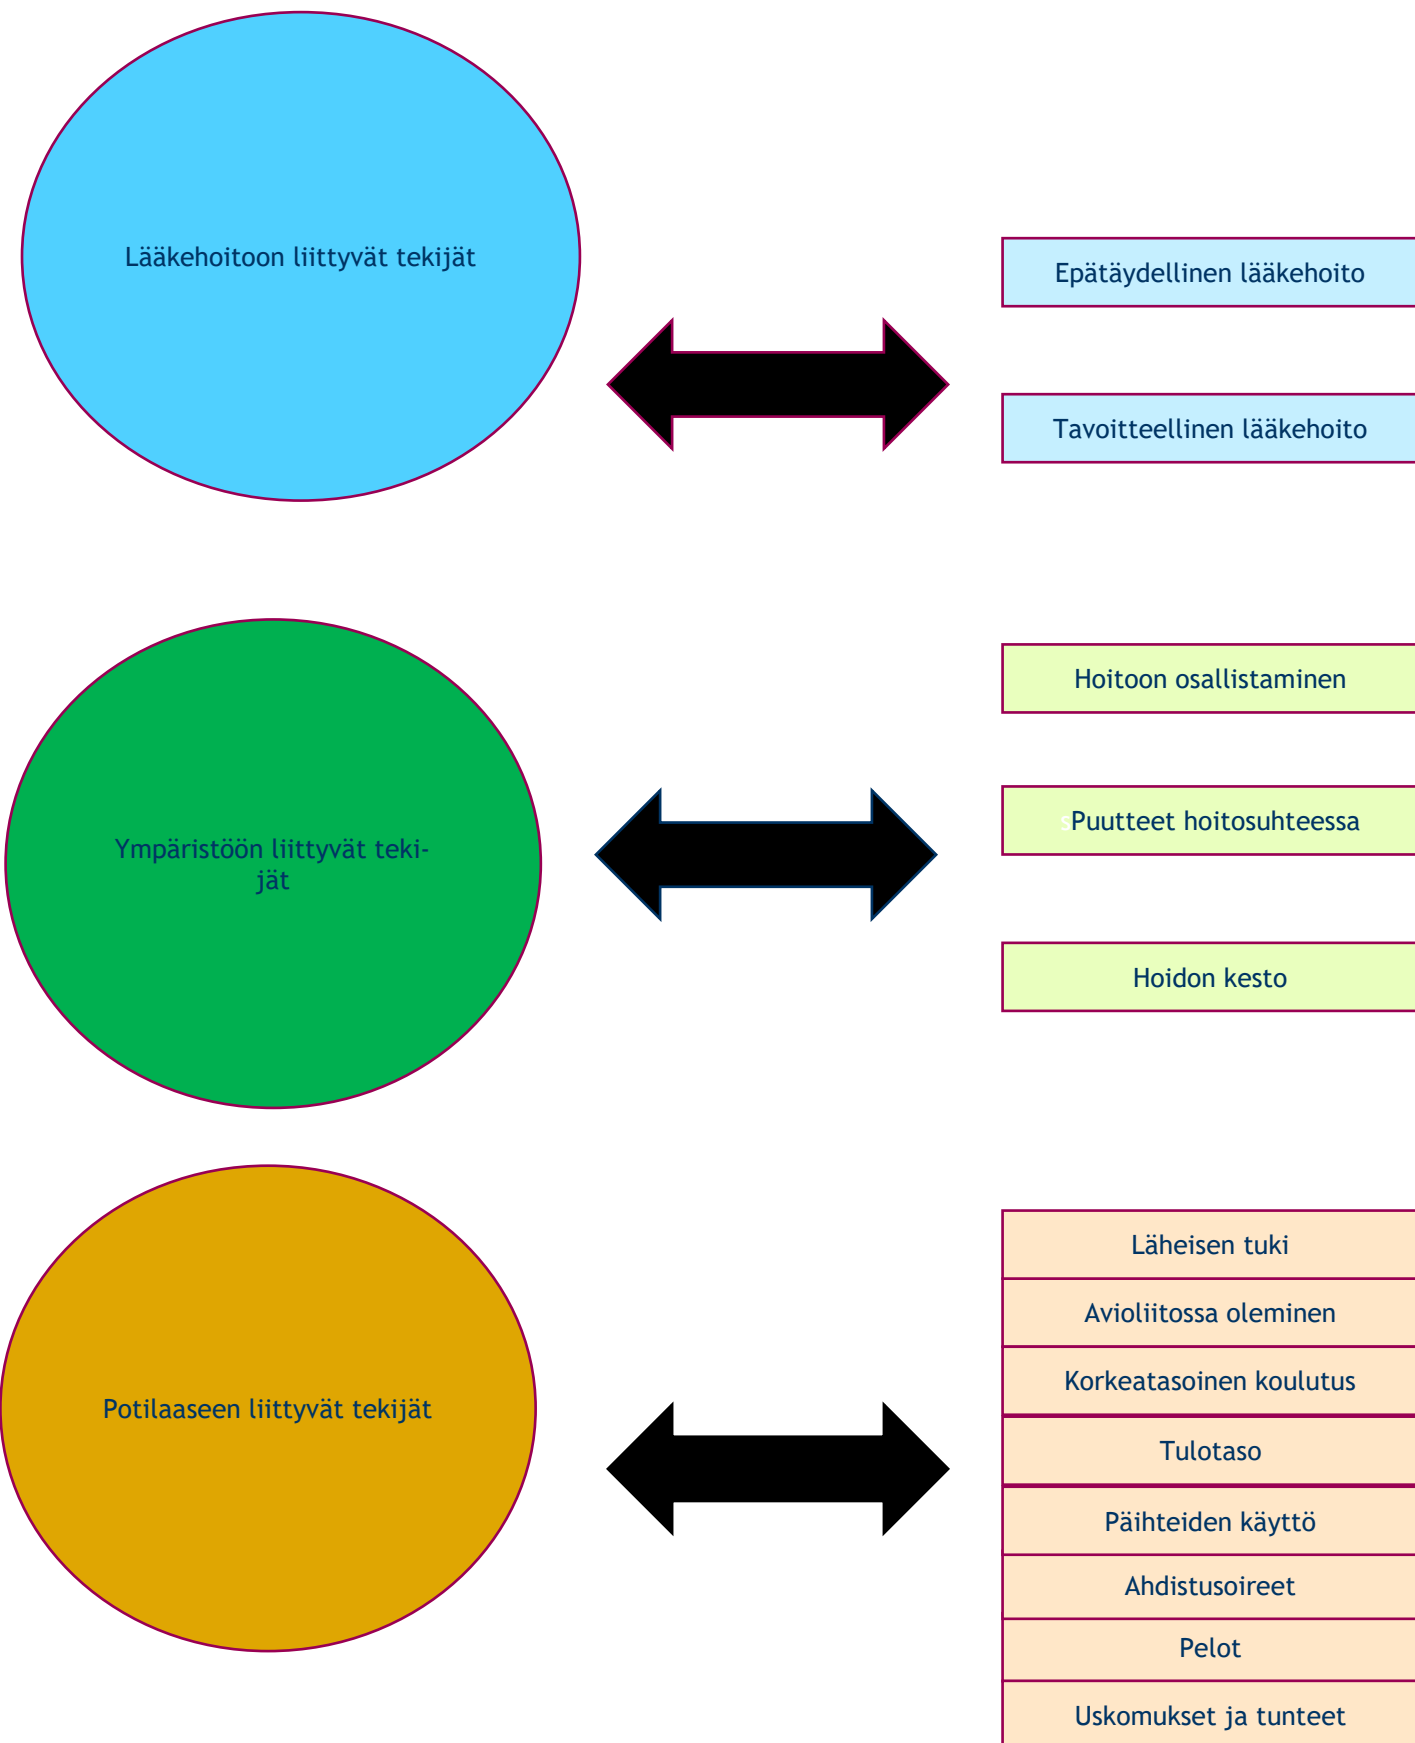 Lääkehoitoon liittyvät tekijät
Epätäydellinen lääkehoito
Tavoitteellinen lääkehoito
Ympäristöön liittyvät teki-
jät
Hoitoon osallistaminen
sPuutteet hoitosuhteessa
Hoidon kesto
Potilaaseen liittyvät tekijät
Läheisen tuki
Avioliitossa oleminen
Korkeatasoinen koulutus
Tulotaso
Päihteiden käyttö
Ahdistusoireet
Pelot
Uskomukset ja tunteet